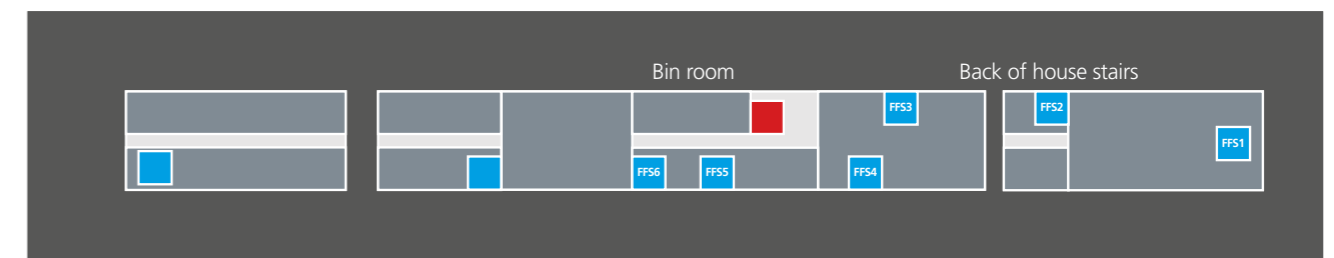 Bin room
Back of house stairs
FFS3
FFS2
FFS1
FFS6
FFS5
FFS4